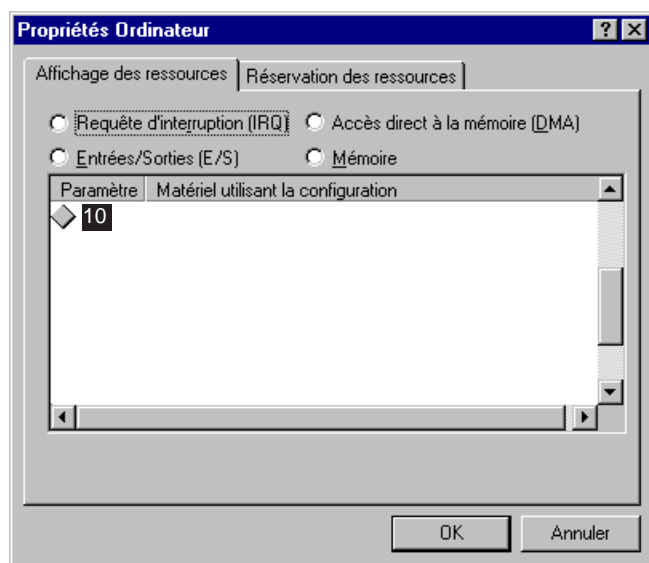 Propriétés Ordinateur
Affichage des ressources Réservation des ressources
Requête d'interruption (IRQ) Accès direct à la mémoire (DMA)
Entrées/Sorties (E/S) Mémoire
Paramètre Matériel utilisant la configuration
10
OK Annuler